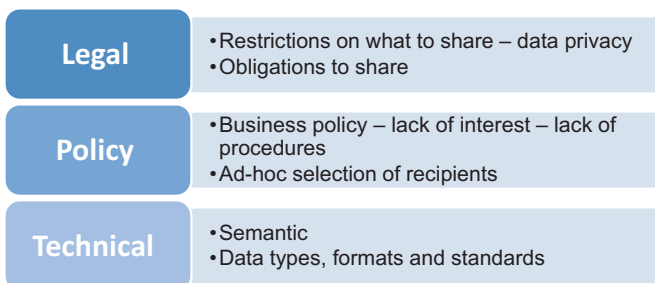 Legal
•Restrictions on what to share – data privacy
•Obligations to share
Policy
•Business policy – lack of interest – lack of
procedures
•Ad-hoc selection of recipients
Technical
•Semantic
•Data types, formats and standards